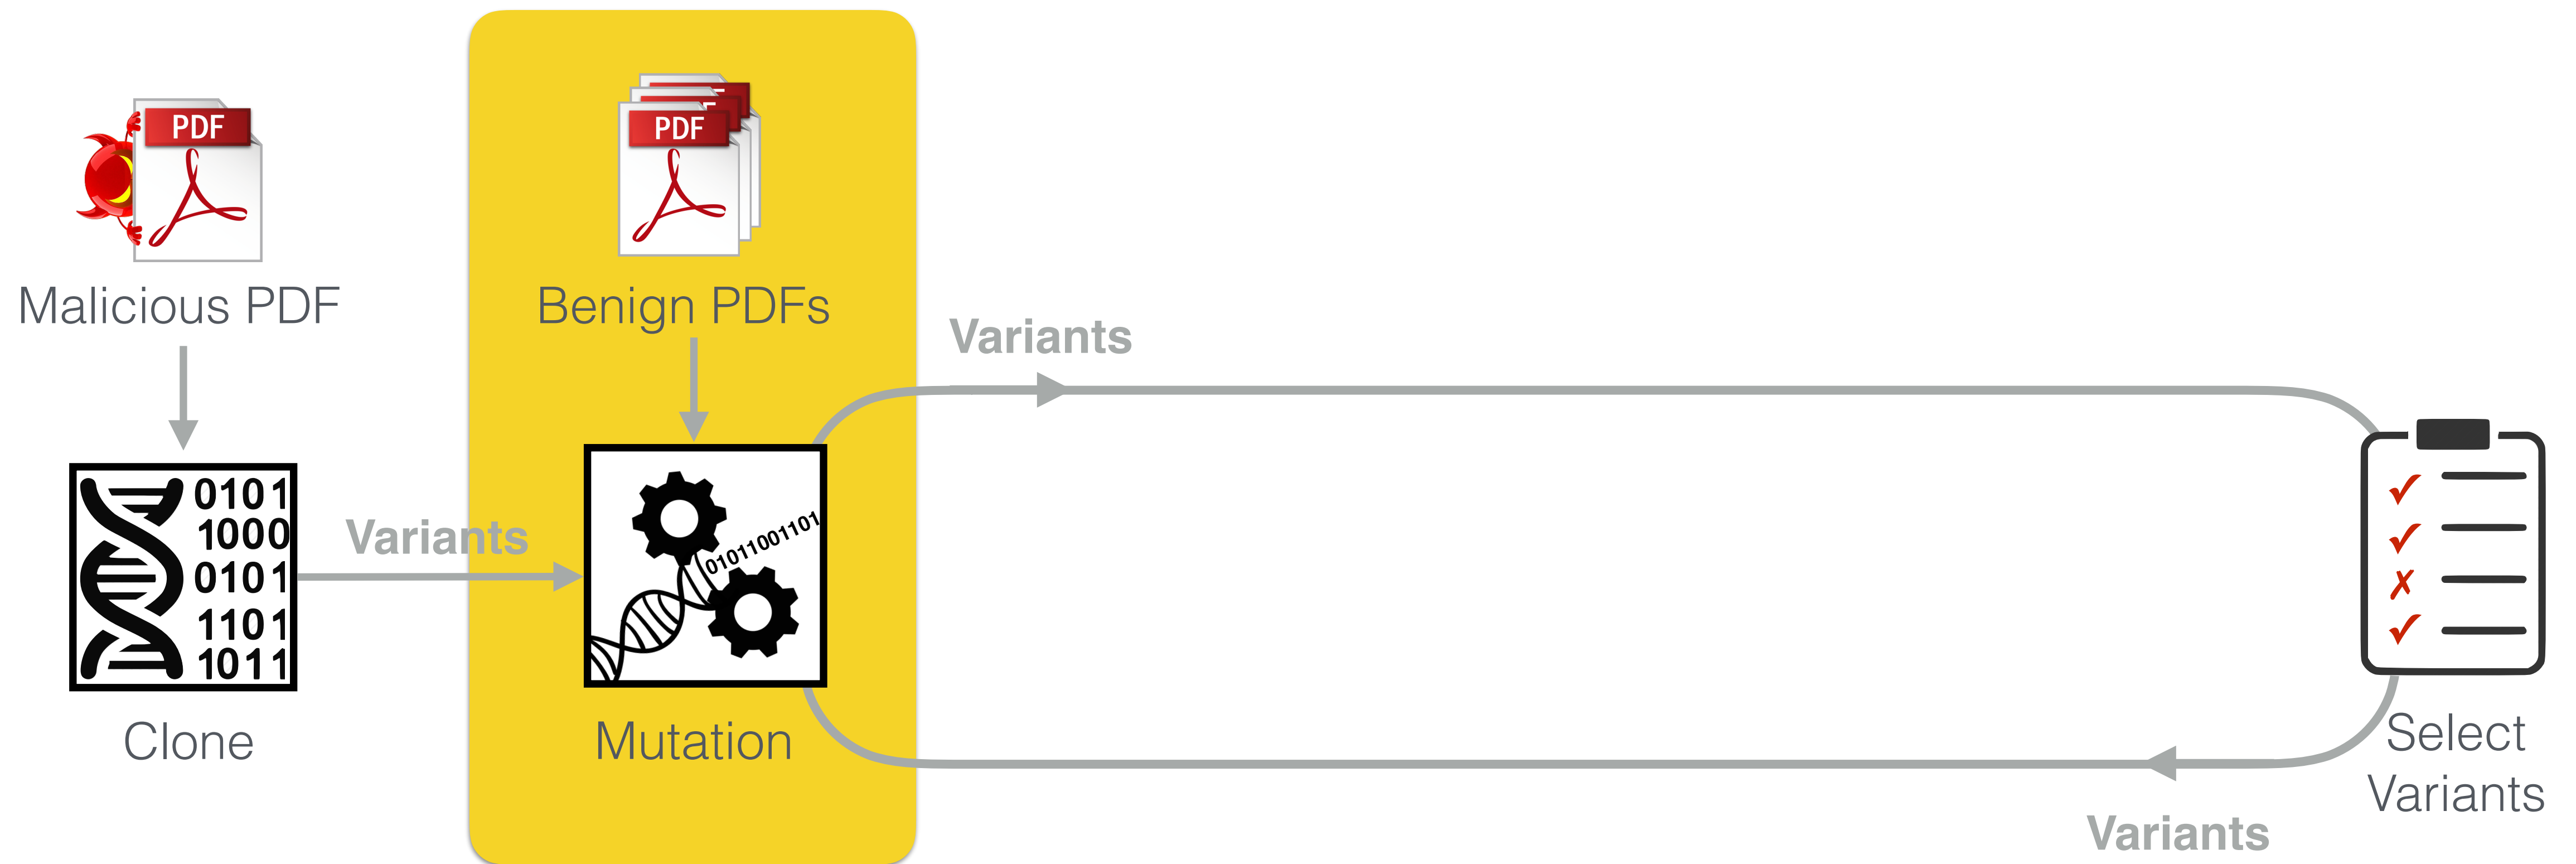 PDF
Malicious PDF
PDF
Benign PDFs
Variants
0101
1000
0101
1101
1011
Clone
Variants
01011001101
Mutation
Select
Variants
Variants